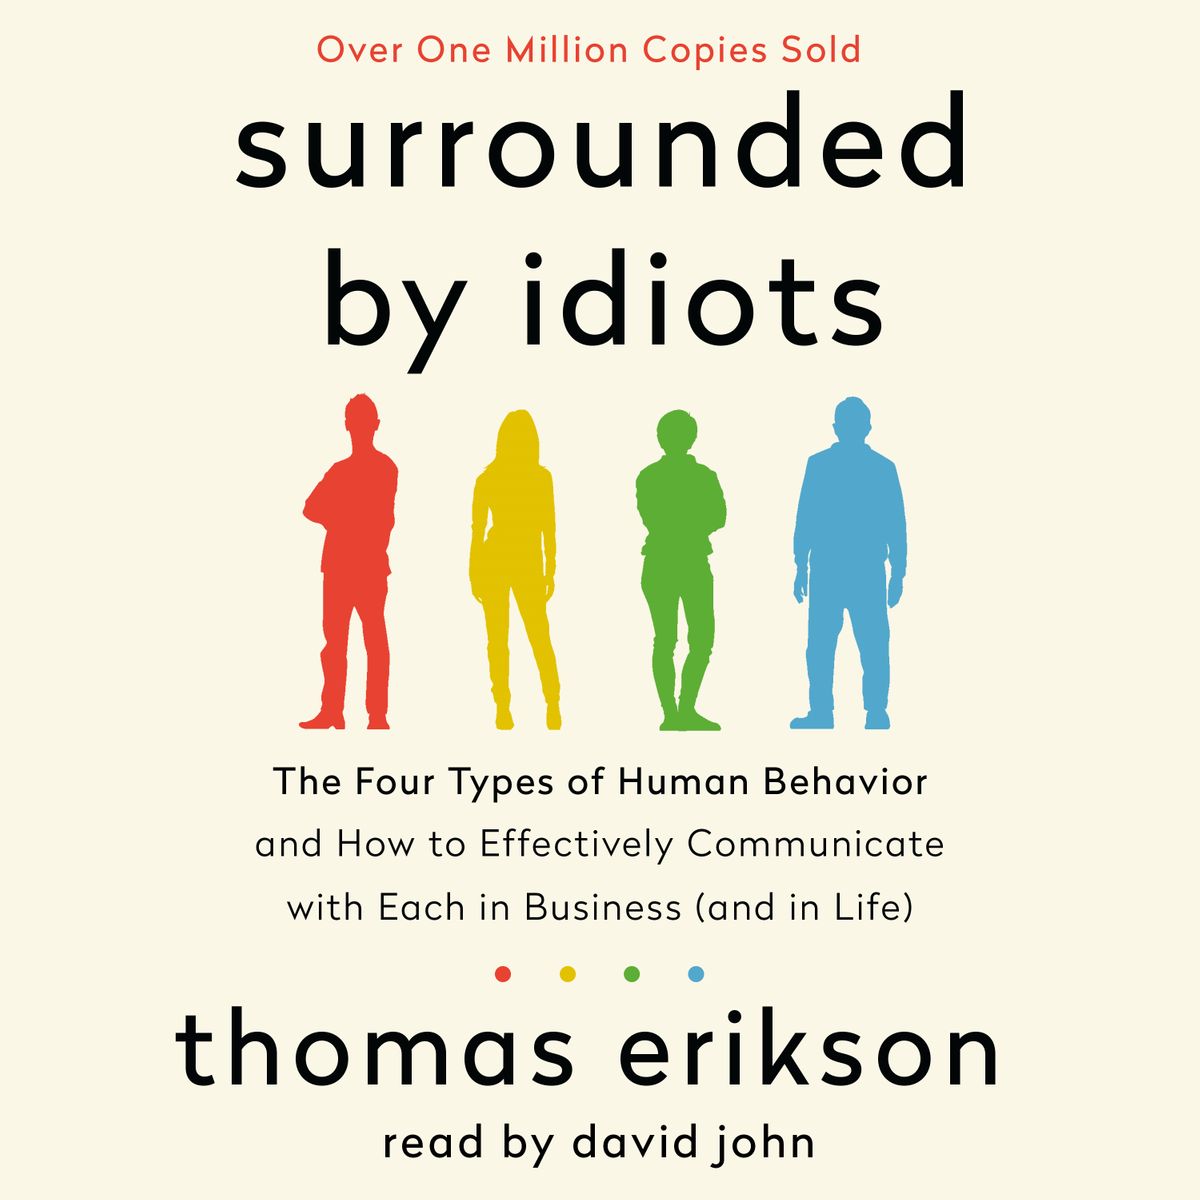 Over One Million Copies Sold
surrounded
by idiots
The Four Types of Human Behavior
and How to Effectively Communicate
with Each in Business (and in Life)
thomas erikson
read by david john